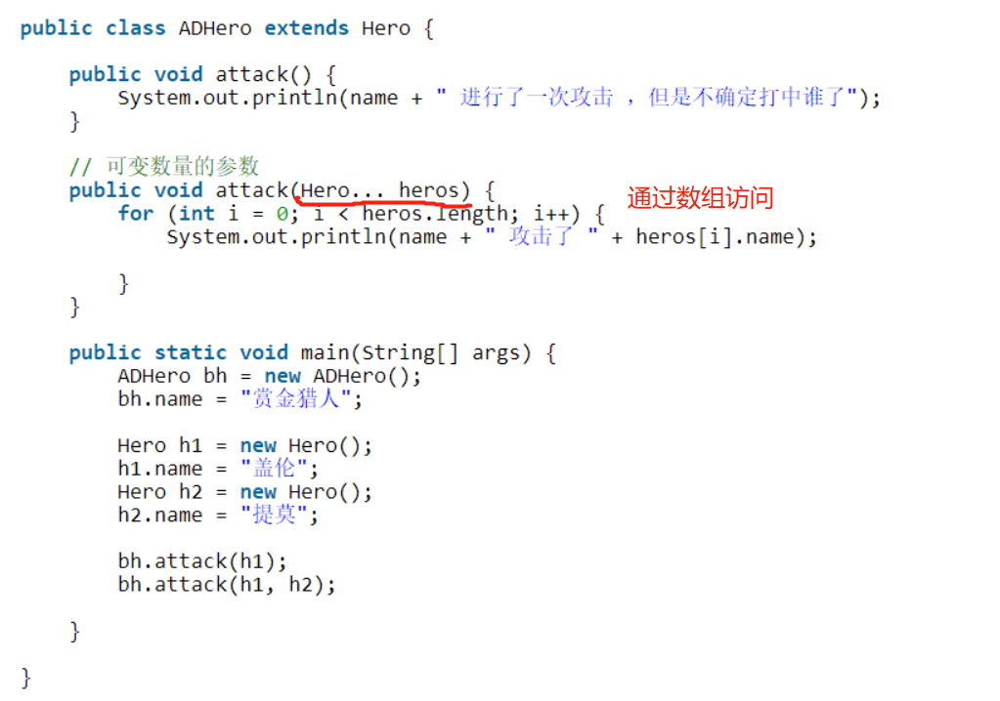 public class ADHero extends Hero {
public void attack() {
System.out.println(name + " 进行了一次攻击 ，但是不确定打中谁了");
}
// 可变数量的参数
public void attack(Hero... heros) {
通过数组访问
for (int i = 0; i < heros.length; i++) {
System.out.println(name + " 攻击了 " + heros[i].name);
}
}
public static void main(String[] args) {
ADHero bh = new ADHero();
bh.name = "赏金猎人";
Hero h1 = new Hero();
h1.name = "盖伦";
Hero h2 = new Hero();
h2.name = "提莫";
bh.attack(h1);
bh.attack(h1, h2);
}
}